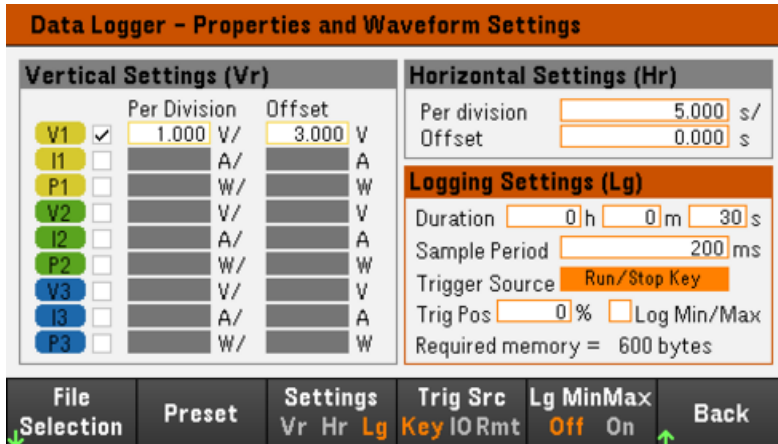 Data Logger - Properties and Waveform Settings
Vertical Settings (Vr)
Per Division Offset
V1 1.000 V/ 3.000 V
I1 A/ A
P1 W/ W
V2 V/ V
I2 A/ A
P2 W/ W
V3 V/ V
I3 A/ A
P3 W/ W
Horizontal Settings (Hr)
Per division 5.000 s/
Offset 0.000 s
Logging Settings (Lg)
Duration 0 h 0 m 30 s
Sample Period 200 ms
Trigger Source Run/Stop Key
Trig Pos 0 % Log Min/Max
Required memory = 600 bytes
File
Selection
Preset
Settings
Vr Hr Lg
Trig Src
Key IO Rmt
Lg MinMax
Off On
Back